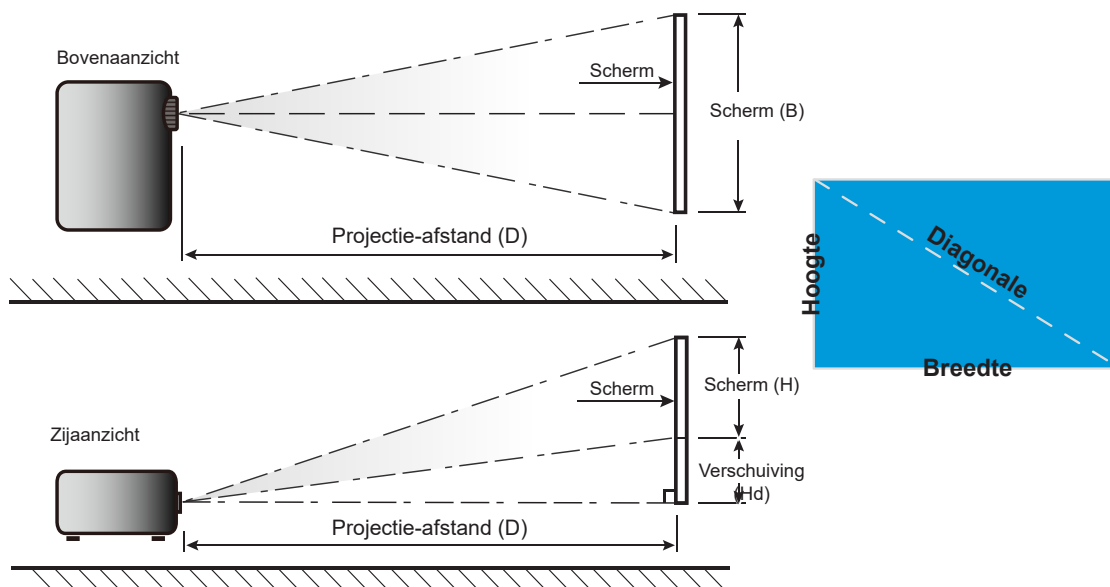 Bovenaanzicht
Scherm
Scherm (B)
Projectie-afstand (D)
Hoogte
Diagonale
Breedte
Zijaanzicht
Scherm
Scherm (H)
Verschuiving
(Hd)
Projectie-afstand (D)